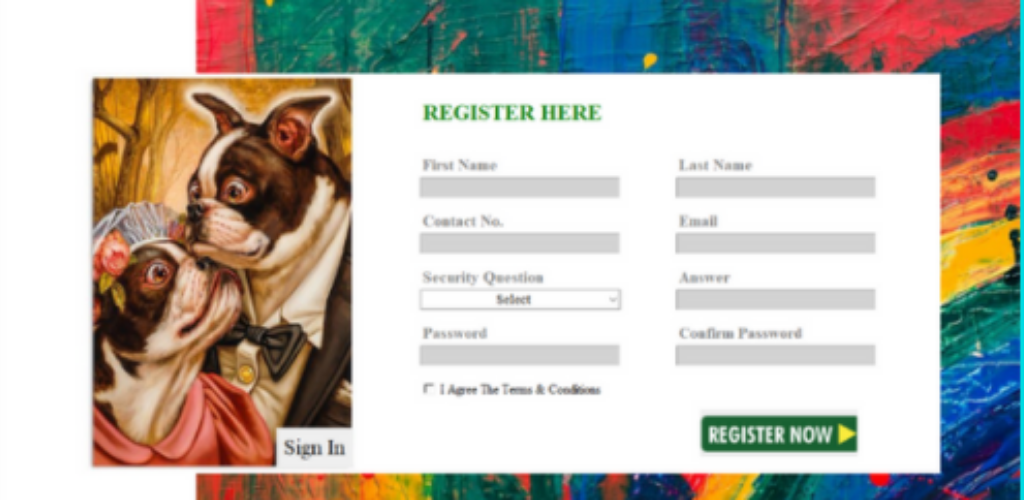 REGISTER HERE
First Name
Last Name
Contact No.
Email
Security Question
Answer
Select
Password
Confirm Password
I Agree The Terms & Conditions
REGISTER NOW
Sign In